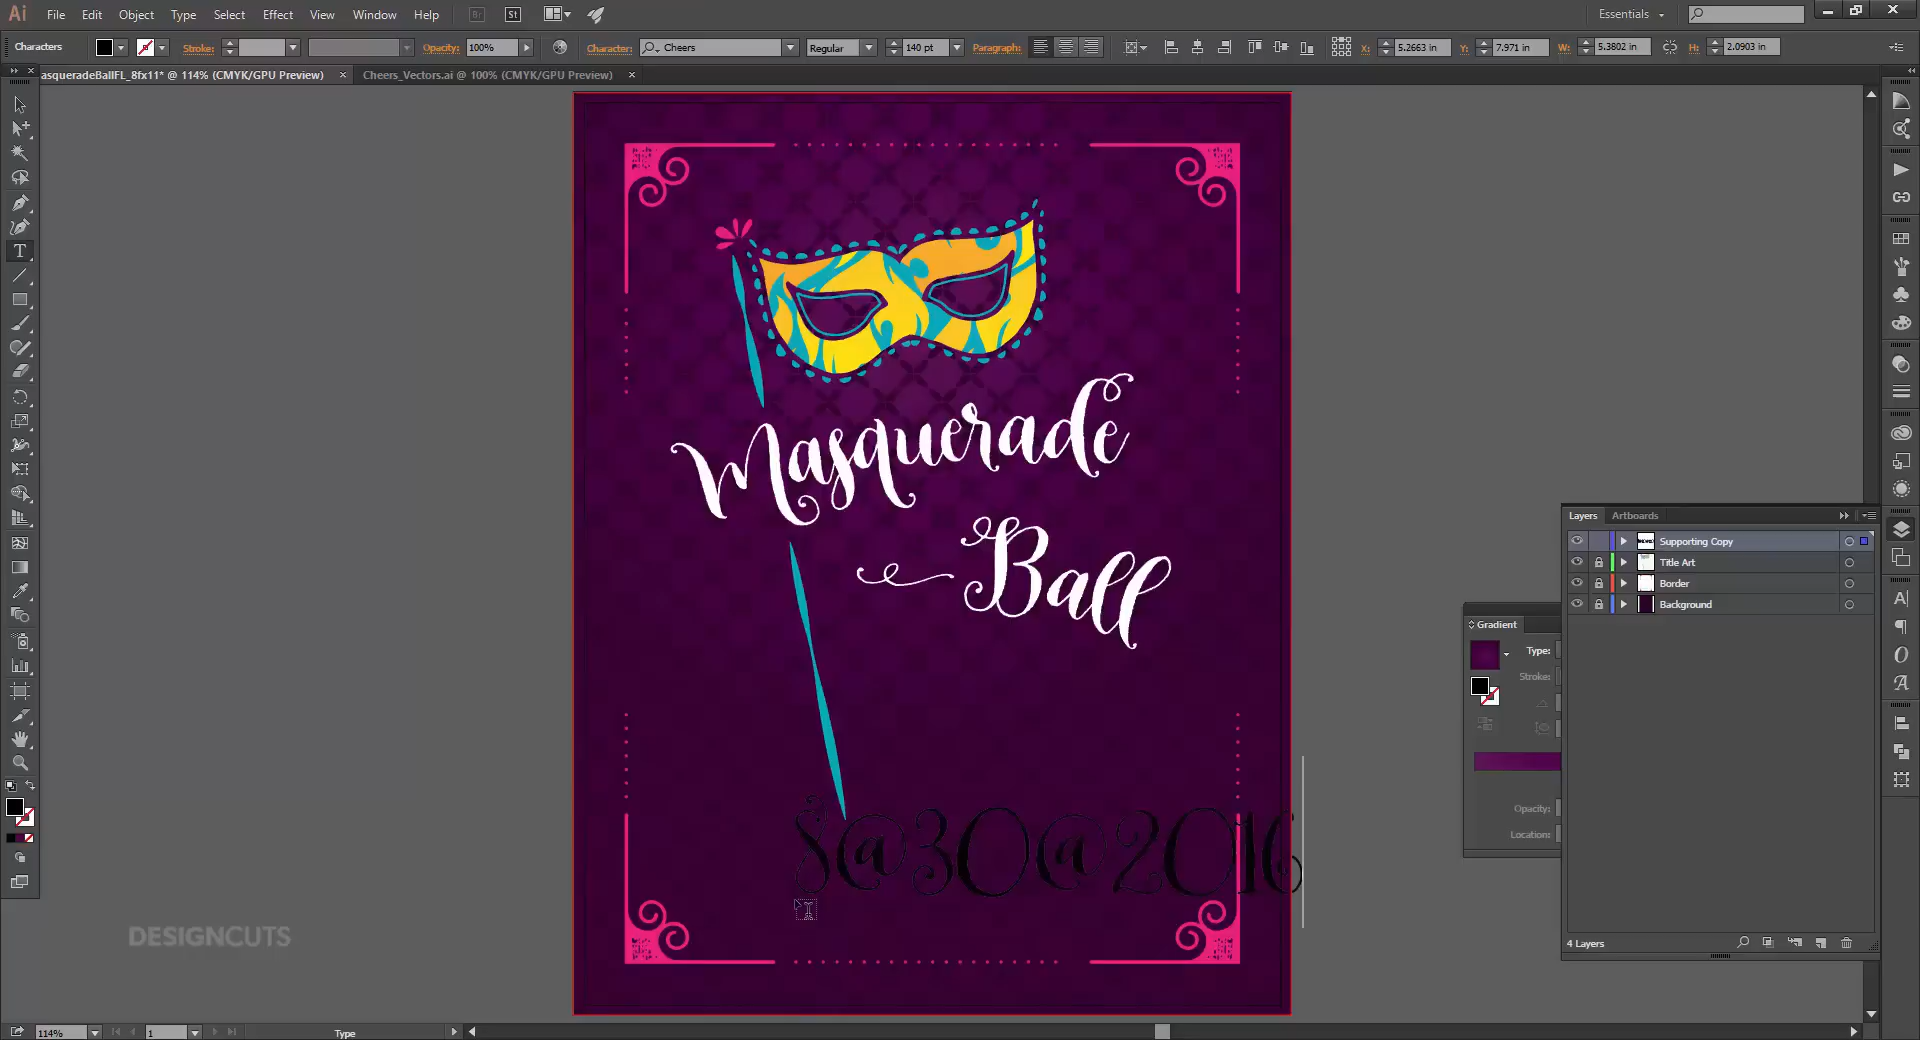 Ai File Edit Object Type Select Effect View Window Help Br St Essentials
Characters Stroke: Opacity: 100% Character: Cheers Regular 140 pt Paragraph: X: 5.2663 in Y: 7.971 in W: 5.3802 in H: 2.0903 in
asqueradeBallFL_8fx11* @ 114% (CMYK/GPU Preview) Cheers_Vectors.ai @ 100% (CMYK/GPU Preview)
Masquerade
Ball
8@30@2016
Layers Artboards
Supporting Copy
Title Art
Border
Background
4 Layers
Gradient
Type:
Stroke:
Opacity:
Location:
DESIGNCUTS
114% 1 Type